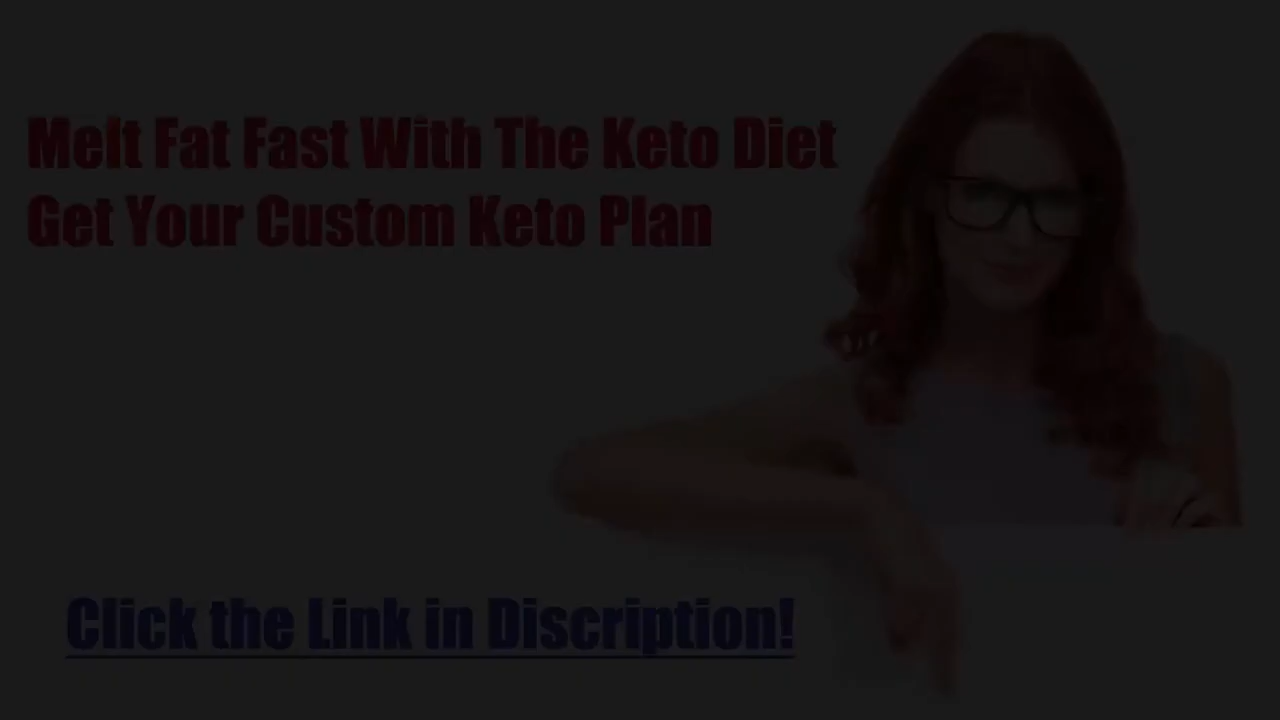 Melt Fat Fast With The Keto Diet
Get Your Custom Keto Plan
Click the Link in Discription!